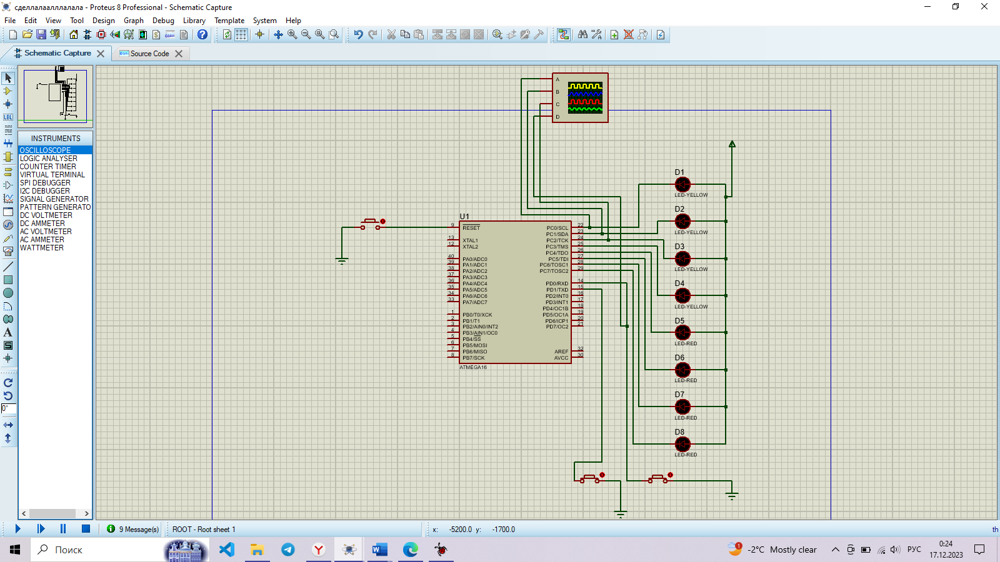 сделлалаалллалала - Proteus 8 Professional - Schematic Capture
File Edit View Tool Design Graph Debug Library Template System Help
Schematic Capture
Source Code
INSTRUMENTS
OSCILLOSCOPE
LOGIC ANALYSER
COUNTER TIMER
VIRTUAL TERMINAL
SPI DEBUGGER
I2C DEBUGGER
SIGNAL GENERATOR
PATTERN GENERATO
DC VOLTMETER
DC AMMETER
AC VOLTMETER
AC AMMETER
WATTMETER
LBL
A
S
0°
A
B
C
D
U1
9 RESET
13 XTAL1
12 XTAL2
40 PA0/ADC0
39 PA1/ADC1
38 PA2/ADC2
37 PA3/ADC3
36 PA4/ADC4
35 PA5/ADC5
34 PA6/ADC6
33 PA7/ADC7
1 PB0/T0/XCK
2 PB1/T1
3 PB2/AIN0/INT2
4 PB3/AIN1/OC0
5 PB4/SS
6 PB5/MOSI
7 PB6/MISO
8 PB7/SCK
PC0/SCL 22
PC1/SDA 23
PC2/TCK 24
PC3/TMS 25
PC4/TDO 26
PC5/TDI 27
PC6/TOSC1 28
PC7/TOSC2 29
PD0/RXD 14
PD1/TXD 15
PD2/INT0 16
PD3/INT1 17
PD4/OC1B 18
PD5/OC1A 19
PD6/ICP1 20
PD7/OC2 21
AREF 32
AVCC 30
ATMEGA16
D1
LED-YELLOW
D2
LED-YELLOW
D3
LED-YELLOW
D4
LED-YELLOW
D5
LED-RED
D6
LED-RED
D7
LED-RED
D8
LED-RED
9 Message(s)
ROOT - Root sheet 1
x: -5200.0 y: -1700.0
th
Поиск
1
-2°C Mostly clear
РУС
0:24
17.12.2023